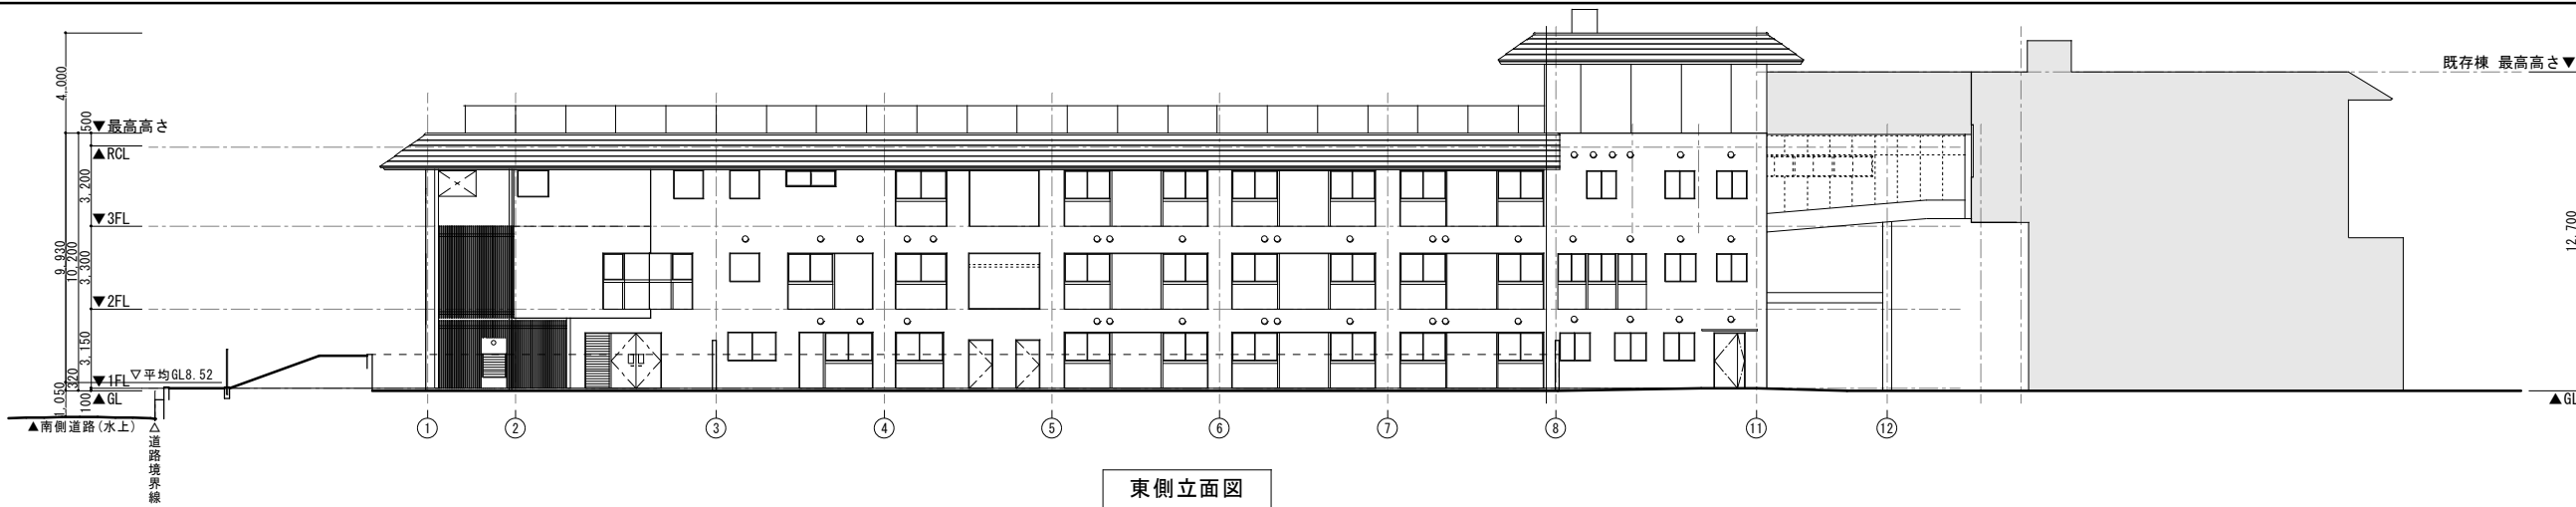 既存棟 最高高さ▼
4,000
500
▼最高高さ
▲RCL
3,200
▼3FL
9,930
10,200
3,300
12,700
▼2FL
3,150
▽平均GL8.52
▼1FL
320
1,050
100
▲GL
▲GL
▲南側道路(水上)
△道路境界線
1
2
3
4
5
6
7
8
11
12
東側立面図